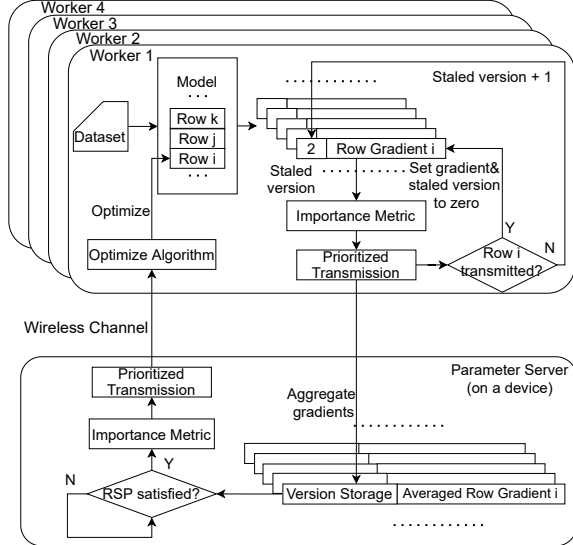 Worker 4
Worker 3
Worker 2
Worker 1
Model
. . .
Row k
Row j
Row i
. . .
Dataset
. . . . . . . . . . .
Staled version + 1
2
Row Gradient i
Staled
version
. . . . . . . . . . .
Set gradient&
staled version
to zero
Importance Metric
Optimize
Optimize Algorithm
Prioritized
Transmission
Y
N
Row i
transmitted?
Wireless Channel
Parameter Server
(on a device)
Prioritized
Transmission
Aggregate
gradients
Importance Metric
. . . . . . . . . . .
N
Y
RSP satisfied?
Version Storage
Averaged Row Gradient i
. . . . . . . . . . .